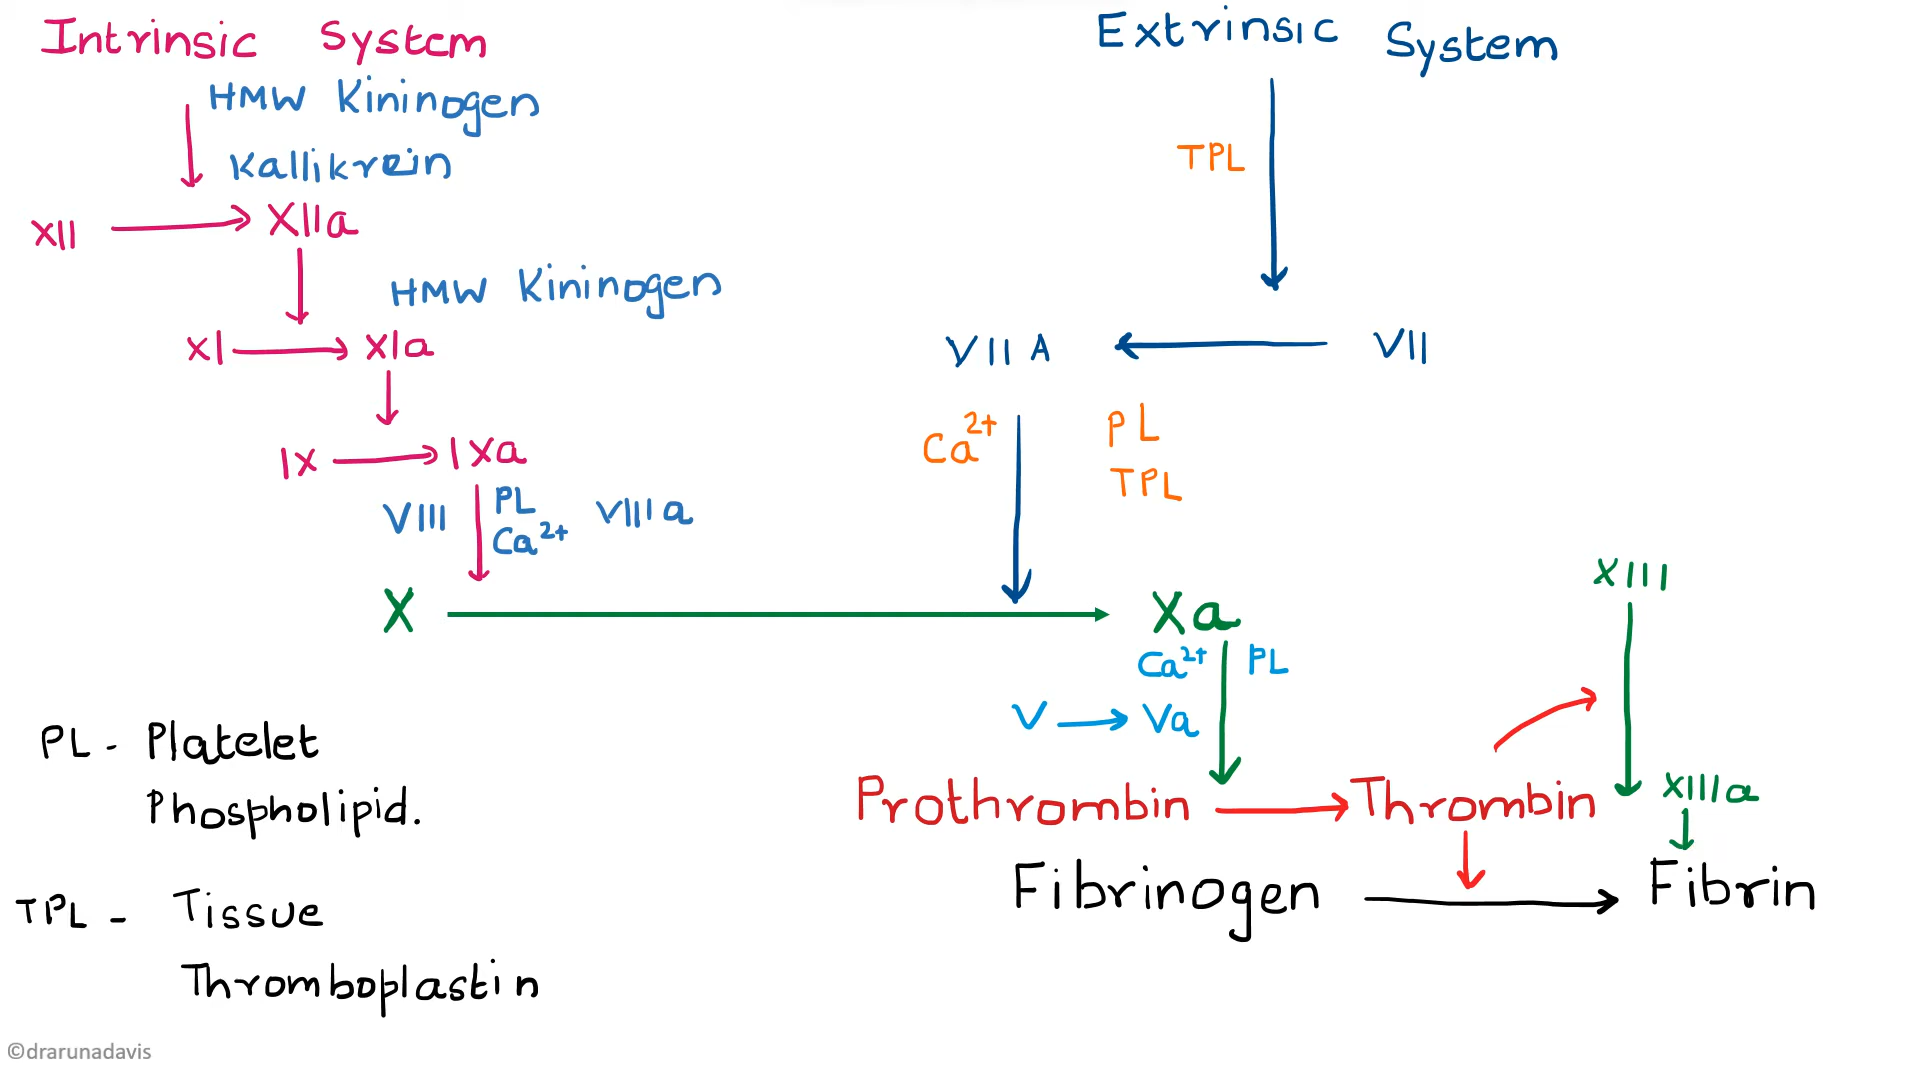 Intrinsic System
HMW Kininogen
Kallikrein
XII XIIa
HMW Kininogen
XI XIa
IX IXa
VIII PL VIIIa
Ca2+
Extrinsic System
TPL
VII A VII
Ca2+ PL
TPL
X Xa
Ca2+ PL
V Va
XIII
Prothrombin Thrombin XIIIa
Fibrinogen Fibrin
PL - Platelet
Phospholipid.
TPL - Tissue
Thromboplastin
©drarunadavis